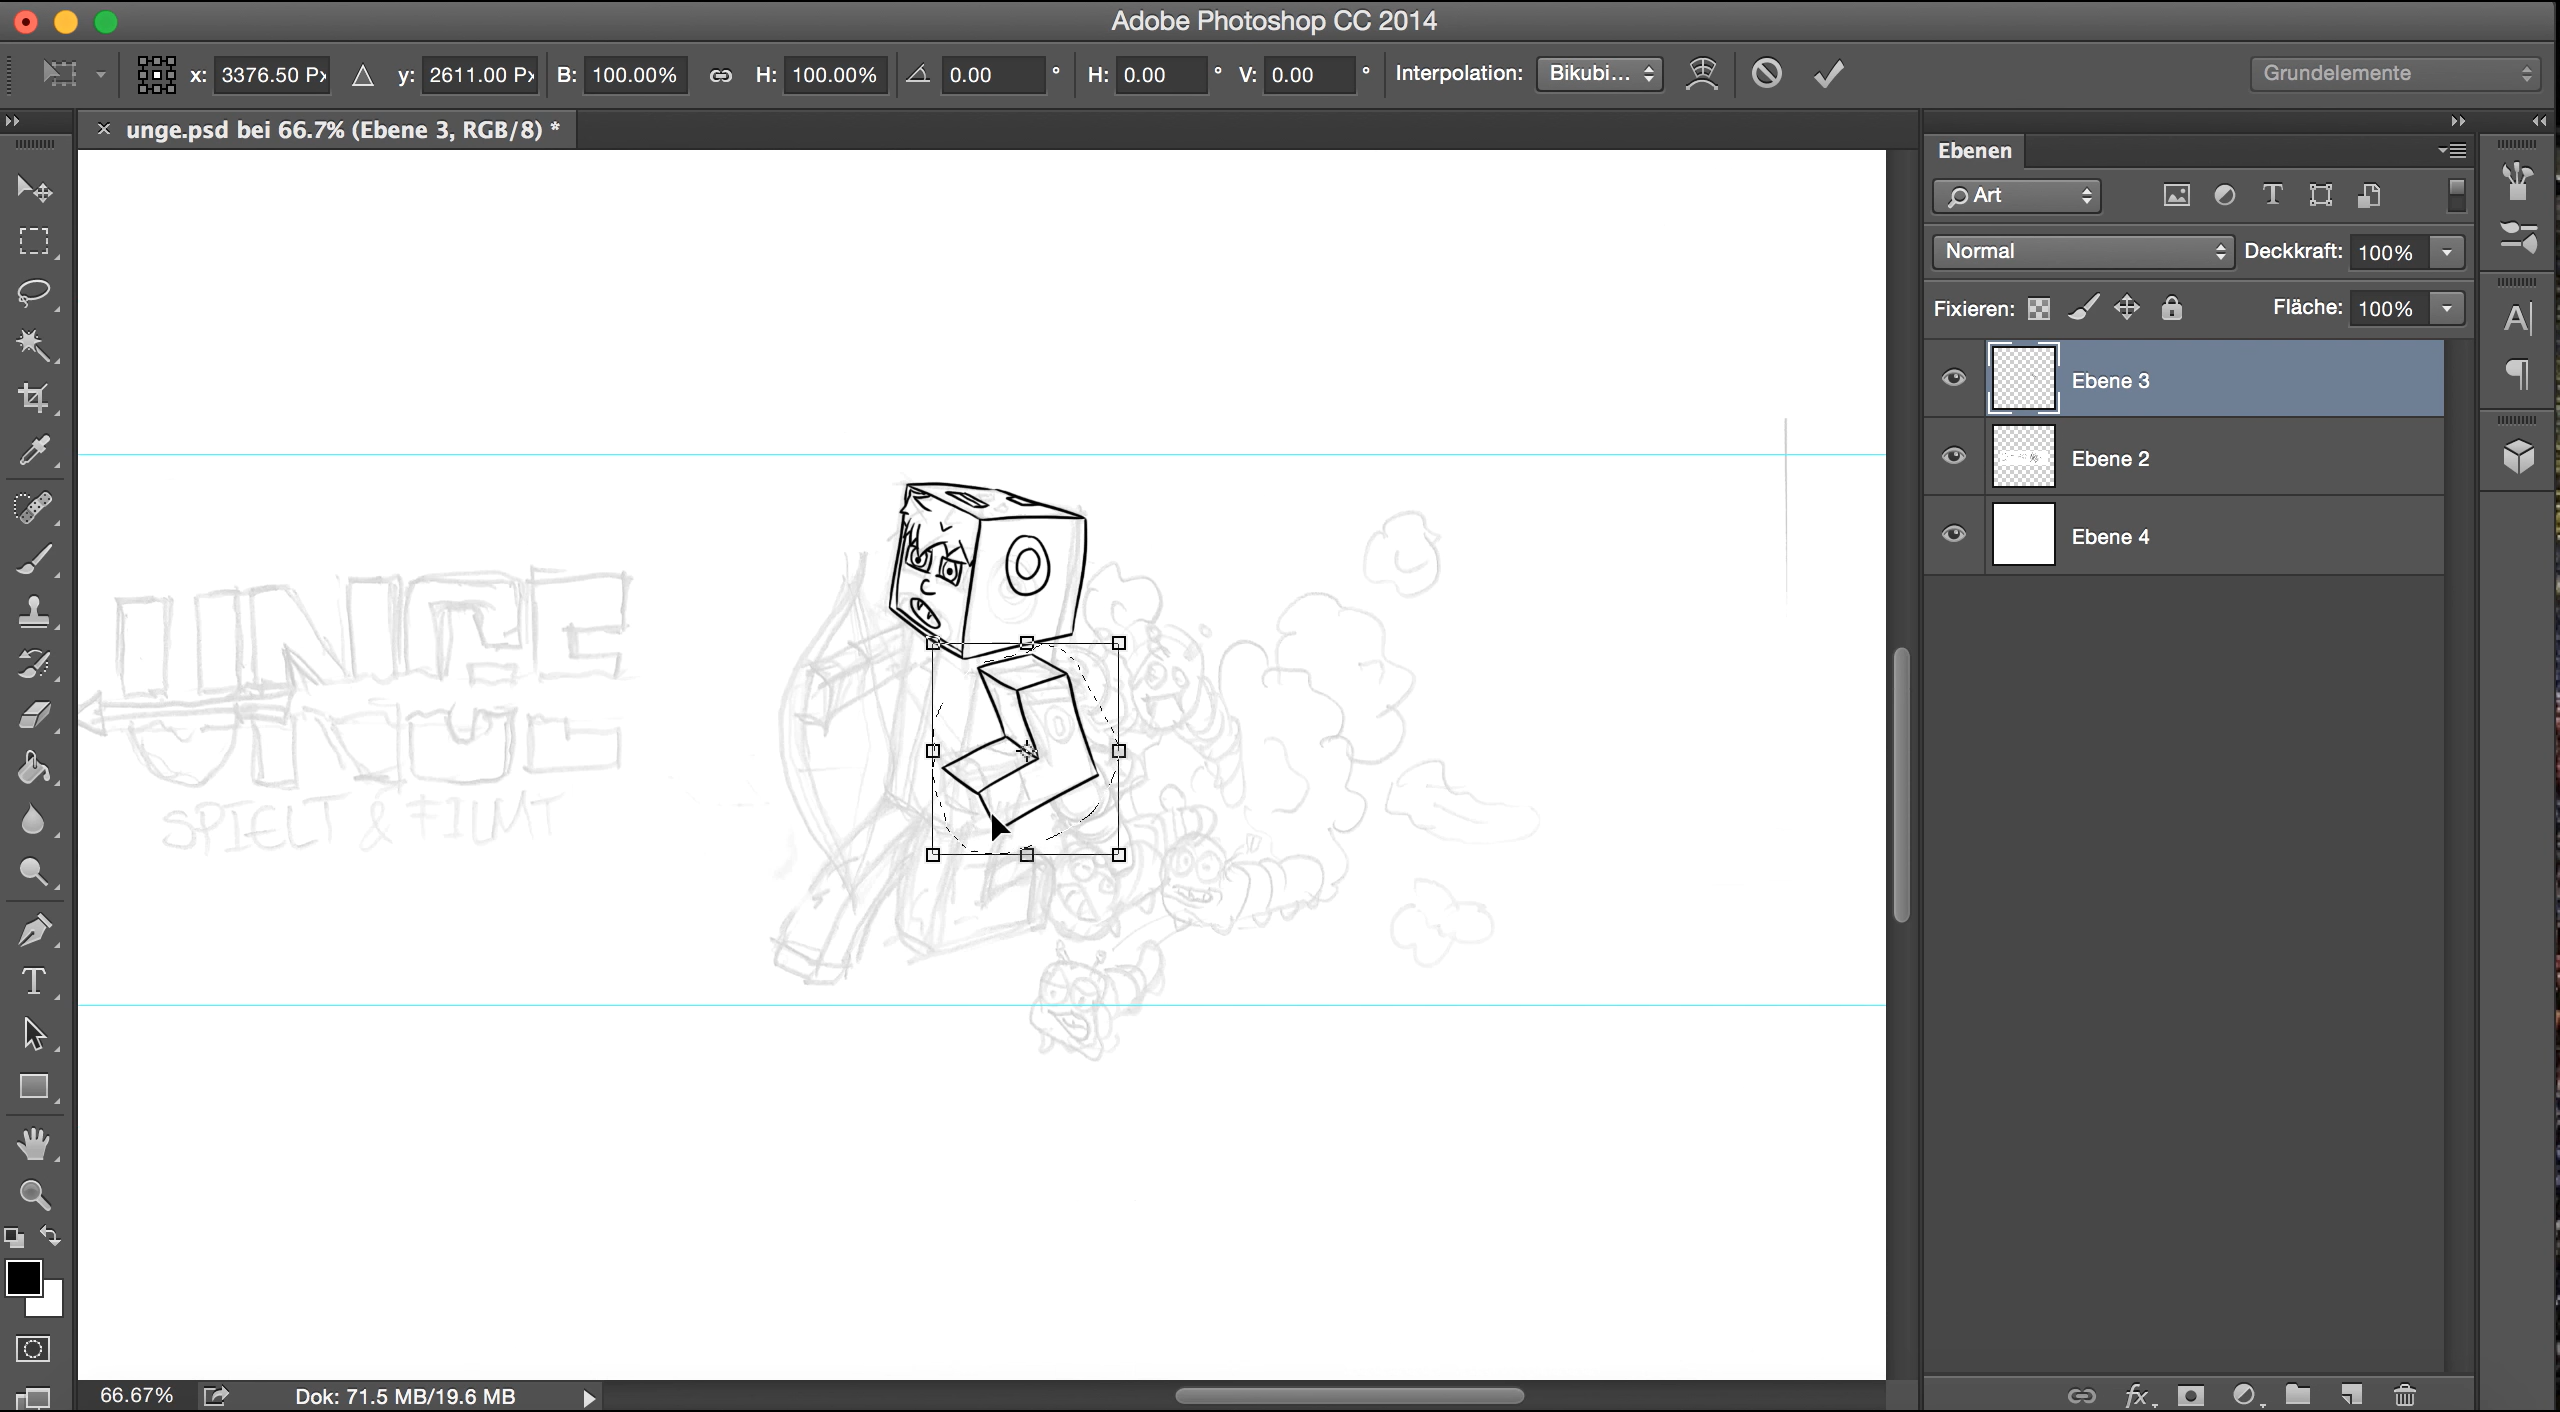 Adobe Photoshop CC 2014
x: 3376.50 Px y: 2611.00 Px B: 100.00% H: 100.00% 0.00 ° H: 0.00 ° V: 0.00 ° Interpolation: Bikubi... Grundelemente
unge.psd bei 66.7% (Ebene 3, RGB/8) *
Ebenen
Art
Normal Deckkraft: 100%
Fixieren: Fläche: 100%
Ebene 3
Ebene 2
Ebene 4
UNGE
UNGE
SPIELT & FILMT
66.67% Dok: 71.5 MB/19.6 MB